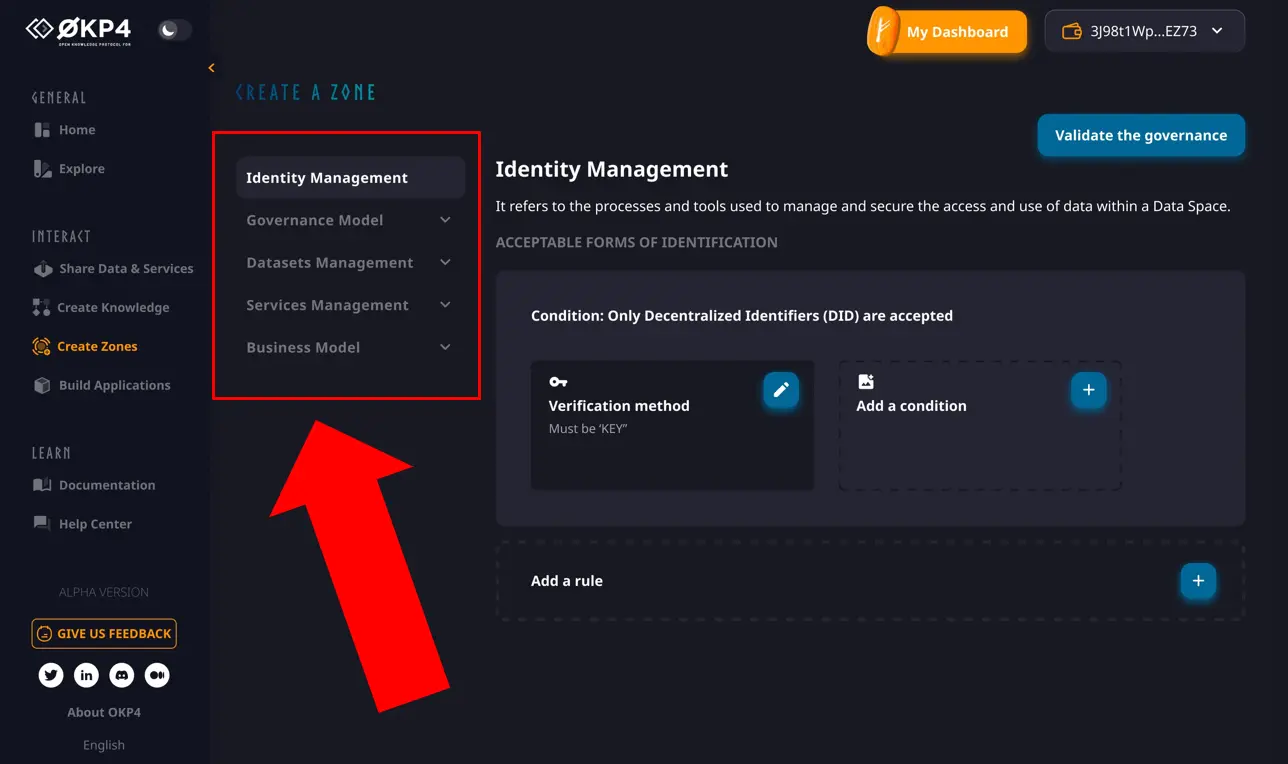 ØKP4
OPEN KNOWLEDGE PROTOCOL FOR
My Dashboard
3J98t1Wp...EZ73
CREATE A ZONE
GENERAL
Home
Explore
INTERACT
Share Data & Services
Create Knowledge
Create Zones
Build Applications
LEARN
Documentation
Help Center
ALPHA VERSION
GIVE US FEEDBACK
About OKP4
English
Identity Management
Governance Model
Datasets Management
Services Management
Business Model
Validate the governance
Identity Management
It refers to the processes and tools used to manage and secure the access and use of data within a Data Space.
ACCEPTABLE FORMS OF IDENTIFICATION
Condition: Only Decentralized Identifiers (DID) are accepted
Verification method
Must be ‘KEY”
Add a condition
Add a rule